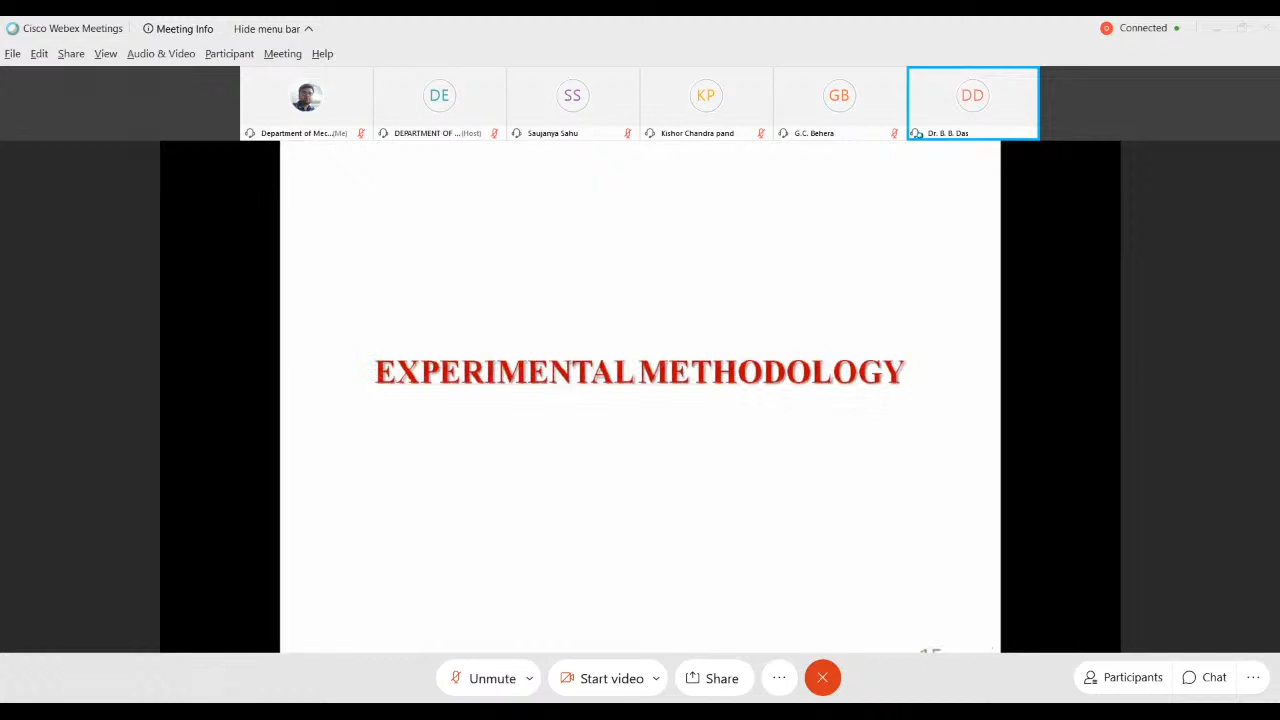 Cisco Webex Meetings Meeting Info Hide menu bar Connected
File Edit Share View Audio & Video Participant Meeting Help
DE SS KP GB DD
Department of Mec...(Me) DEPARTMENT OF ...(Host) Saujanya Sahu Kishor Chandra pand G.C. Behera Dr. B. B. Das
EXPERIMENTAL METHODOLOGY
Unmute Start video Share Participants Chat